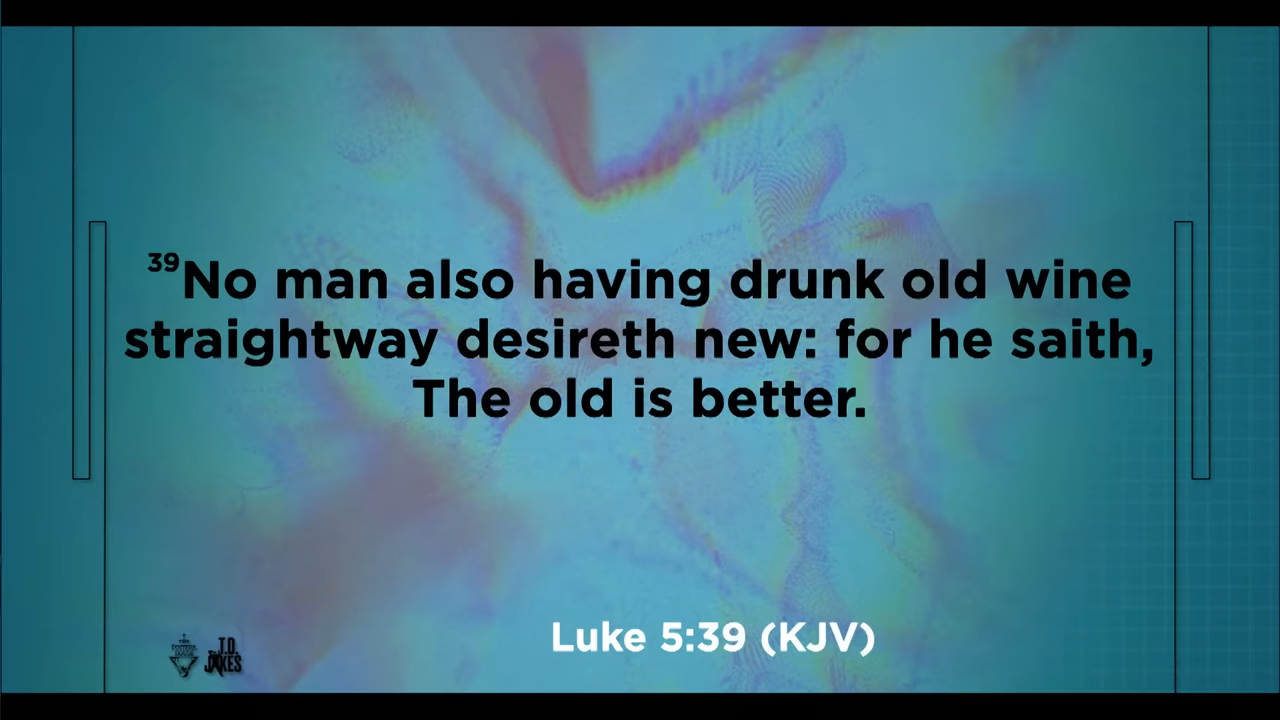 39No man also having drunk old wine
straightway desireth new: for he saith,
The old is better.
Luke 5:39 (KJV)
T.D.
JAKES